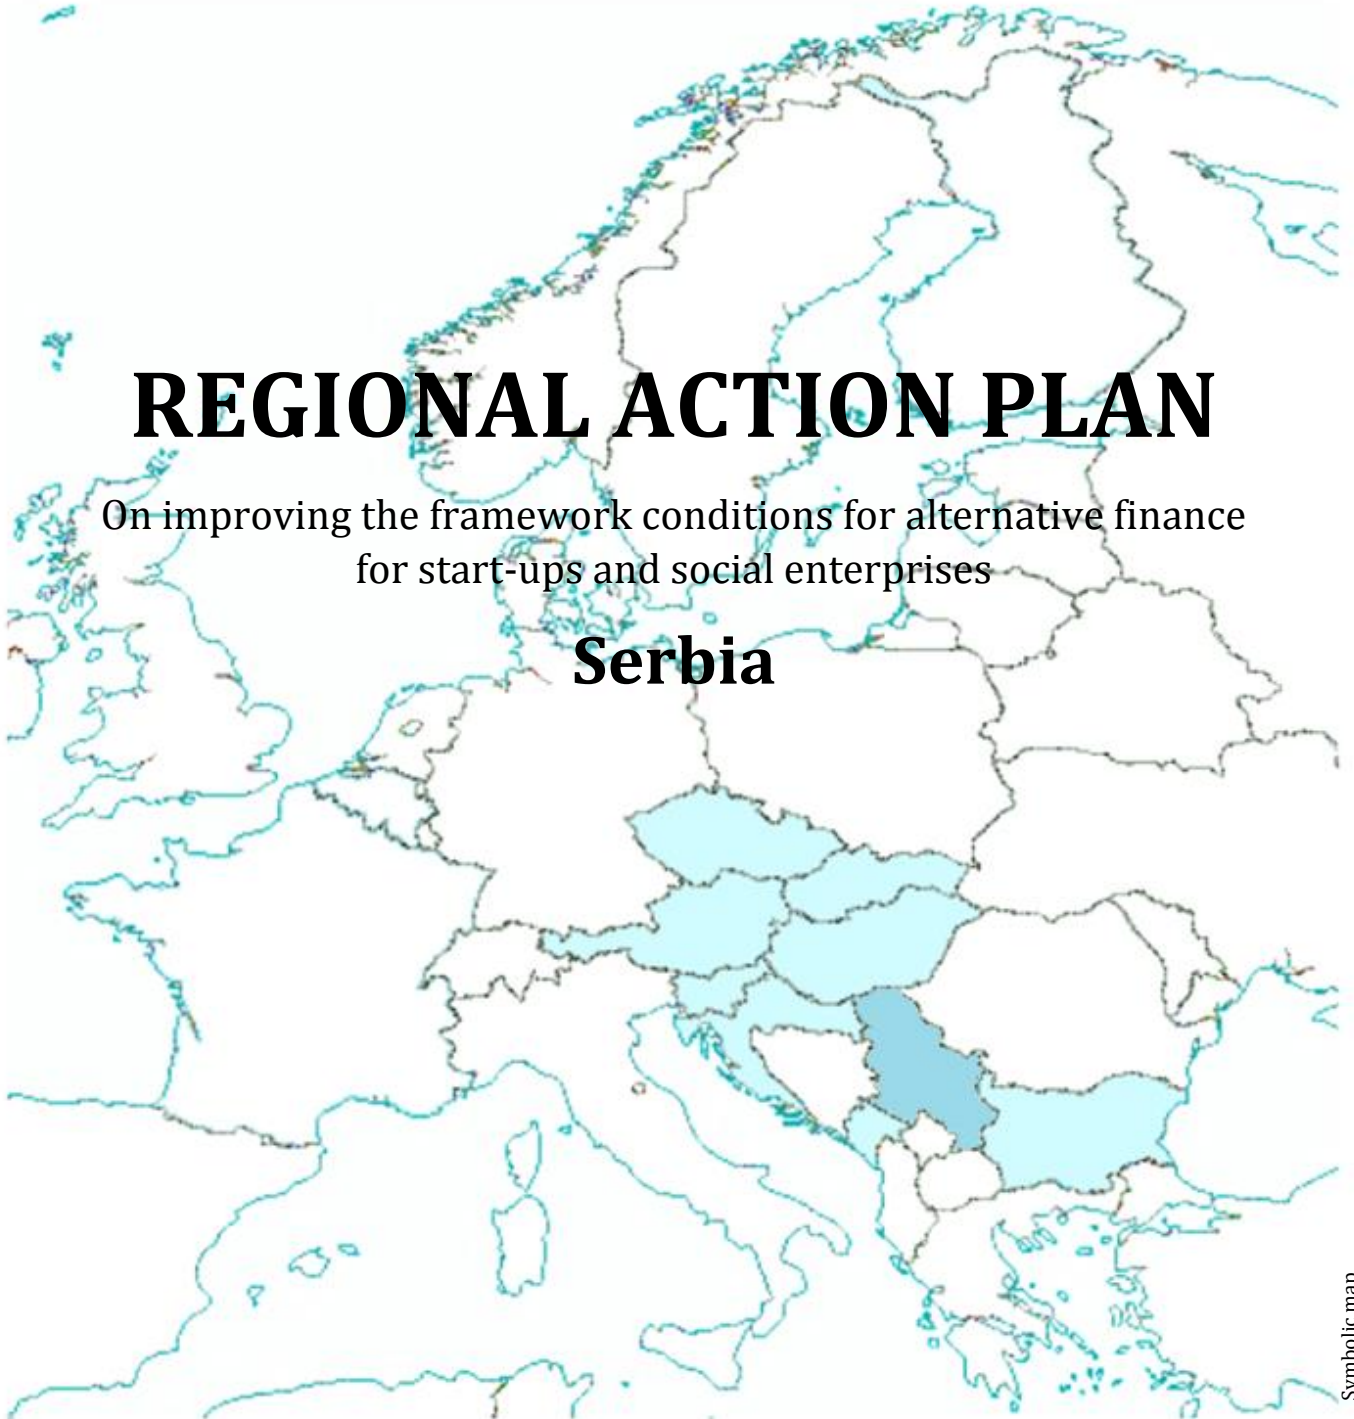 REGIONAL ACTION PLAN
On improving the framework conditions for alternative finance
for start-ups and social enterprises
Serbia
Symbolic map